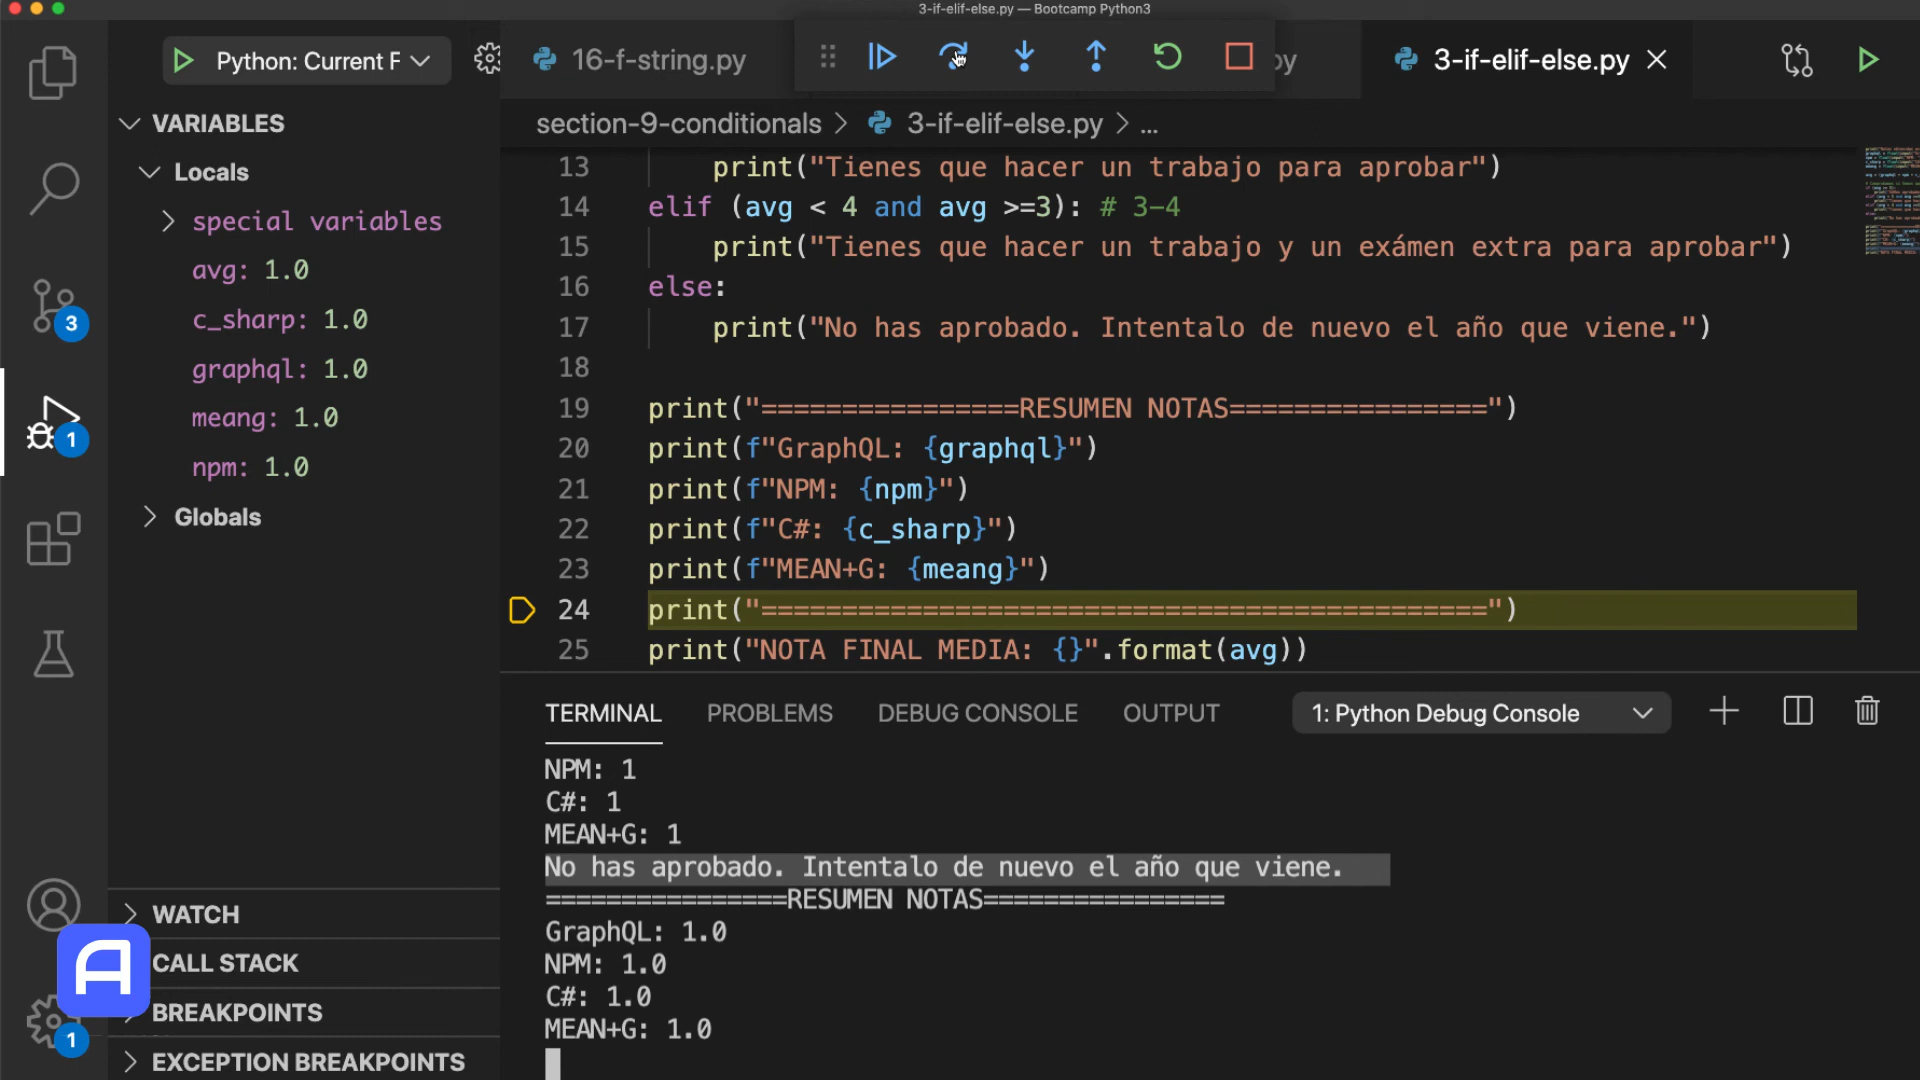 3-if-elif-else.py — Bootcamp Python3
Python: Current F
16-f-string.py
py
3-if-elif-else.py
VARIABLES
section-9-conditionals > 3-if-elif-else.py > ...
Locals
special variables
avg: 1.0
c_sharp: 1.0
graphql: 1.0
meang: 1.0
npm: 1.0
Globals
3
1
13 print("Tienes que hacer un trabajo para aprobar")
14 elif (avg < 4 and avg >=3): # 3-4
15 print("Tienes que hacer un trabajo y un exámen extra para aprobar")
16 else:
17 print("No has aprobado. Intentalo de nuevo el año que viene.")
18
19 print("================RESUMEN NOTAS================")
20 print(f"GraphQL: {graphql}")
21 print(f"NPM: {npm}")
22 print(f"C#: {c_sharp}")
23 print(f"MEAN+G: {meang}")
24 print("=============================================")
25 print("NOTA FINAL MEDIA: {}".format(avg))
TERMINAL PROBLEMS DEBUG CONSOLE OUTPUT 1: Python Debug Console
NPM: 1
C#: 1
MEAN+G: 1
No has aprobado. Intentalo de nuevo el año que viene.
================RESUMEN NOTAS================
GraphQL: 1.0
NPM: 1.0
C#: 1.0
MEAN+G: 1.0
WATCH
CALL STACK
BREAKPOINTS
EXCEPTION BREAKPOINTS
A
1